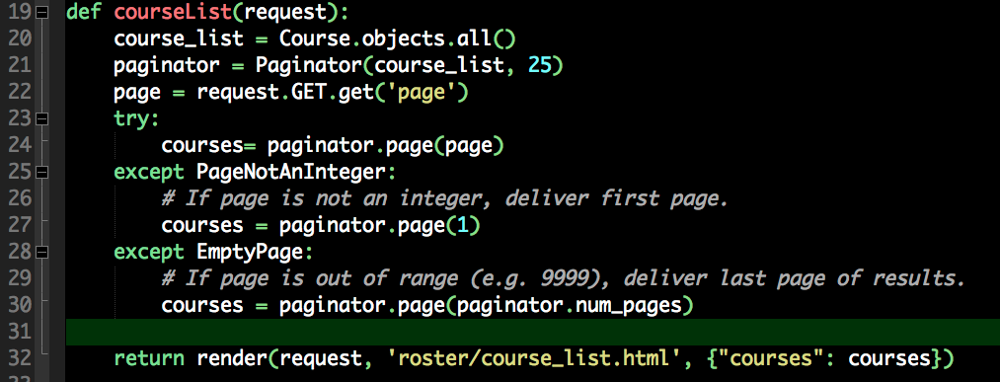 19 def courseList(request):
20     course_list = Course.objects.all()
21     paginator = Paginator(course_list, 25)
22     page = request.GET.get('page')
23     try:
24         courses= paginator.page(page)
25     except PageNotAnInteger:
26         # If page is not an integer, deliver first page.
27         courses = paginator.page(1)
28     except EmptyPage:
29         # If page is out of range (e.g. 9999), deliver last page of results.
30         courses = paginator.page(paginator.num_pages)
31
32     return render(request, 'roster/course_list.html', {"courses": courses})